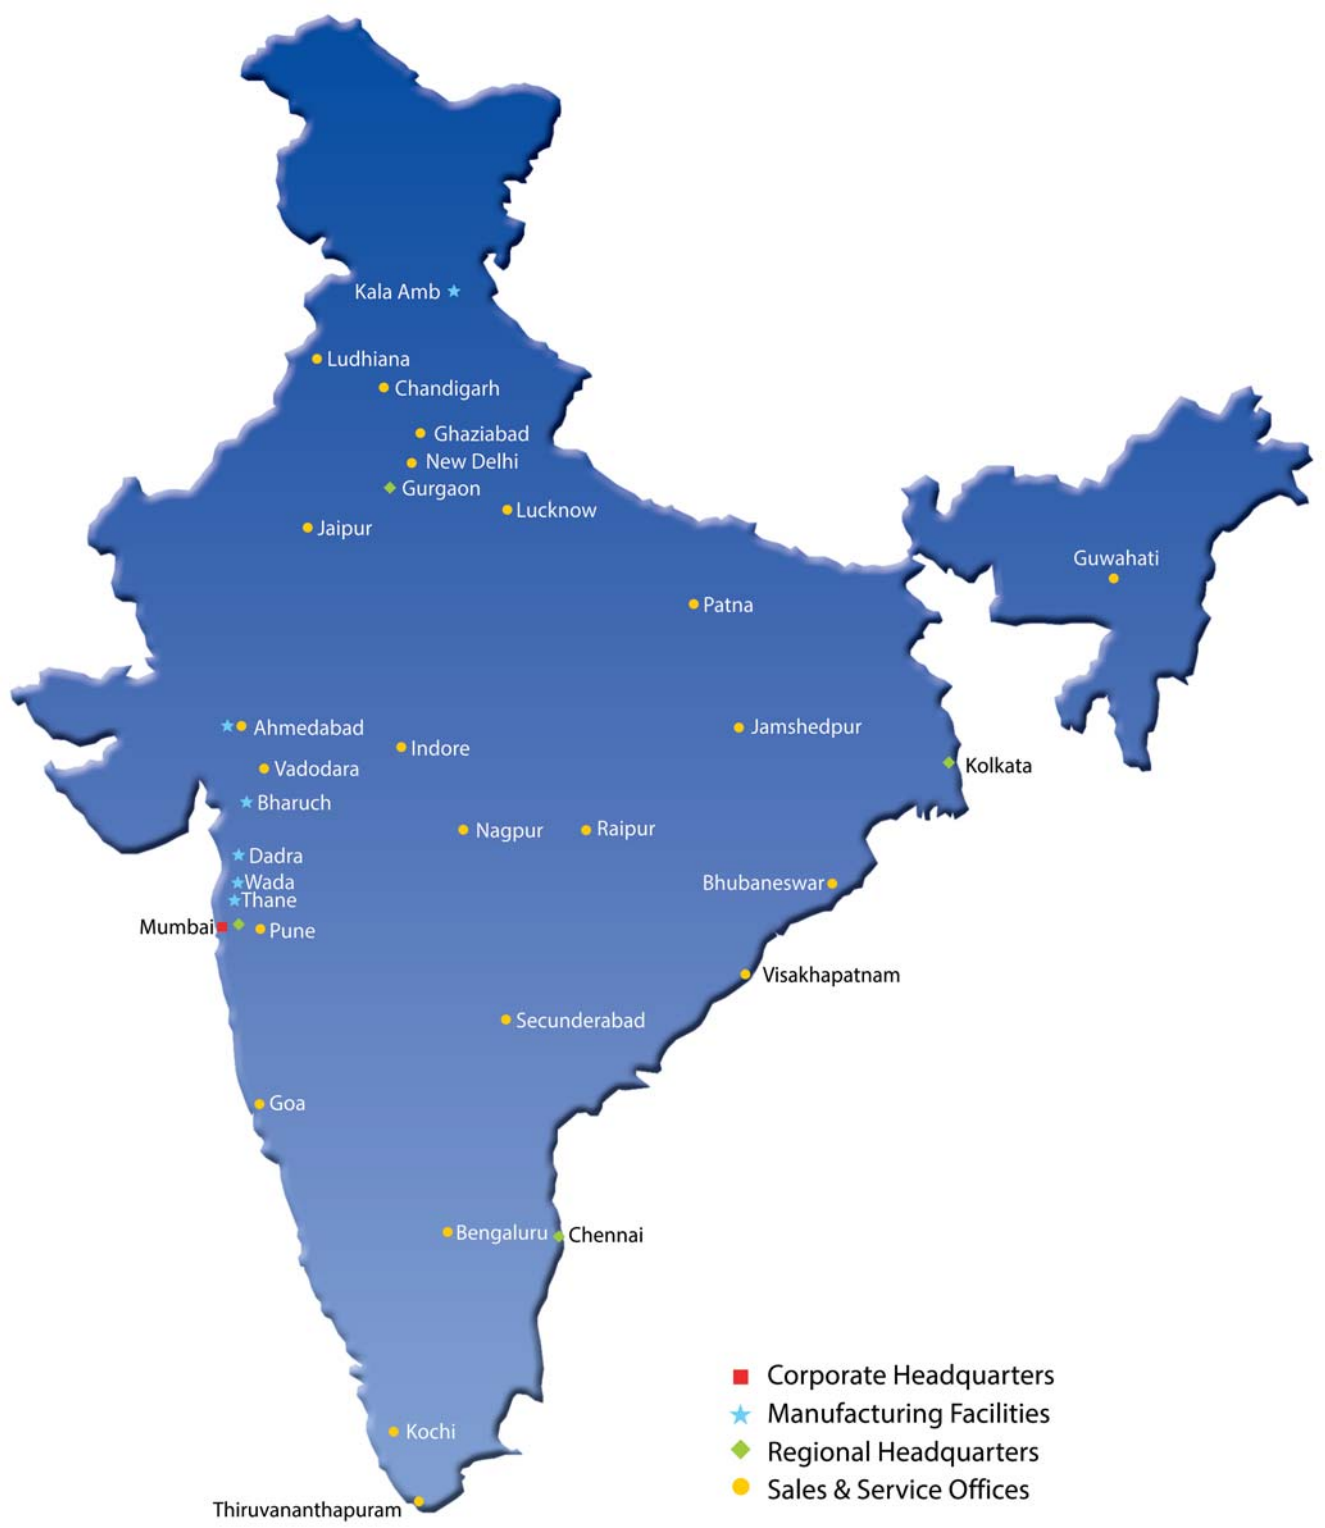 Kala Amb
Ludhiana
Chandigarh
Ghaziabad
New Delhi
Gurgaon
Lucknow
Jaipur
Guwahati
Patna
Ahmedabad
Jamshedpur
Indore
Kolkata
Vadodara
Bharuch
Nagpur
Raipur
Dadra
Wada
Bhubaneswar
Thane
Mumbai
Pune
Visakhapatnam
Secunderabad
Goa
Bengaluru
Chennai
Corporate Headquarters
Manufacturing Facilities
Kochi
Regional Headquarters
Sales & Service Offices
Thiruvananthapuram